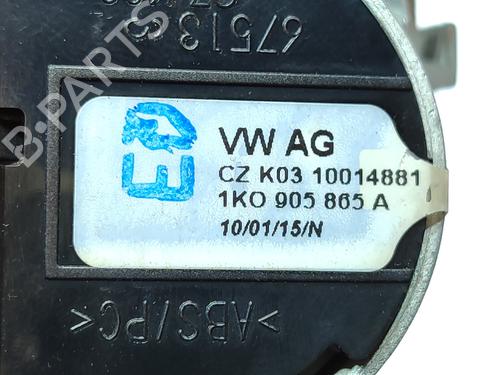 67513
B-PARTS
VW AG
CZ K03 10014881
1K0 905 865 A
10/01/15/N
>ABS/PC<